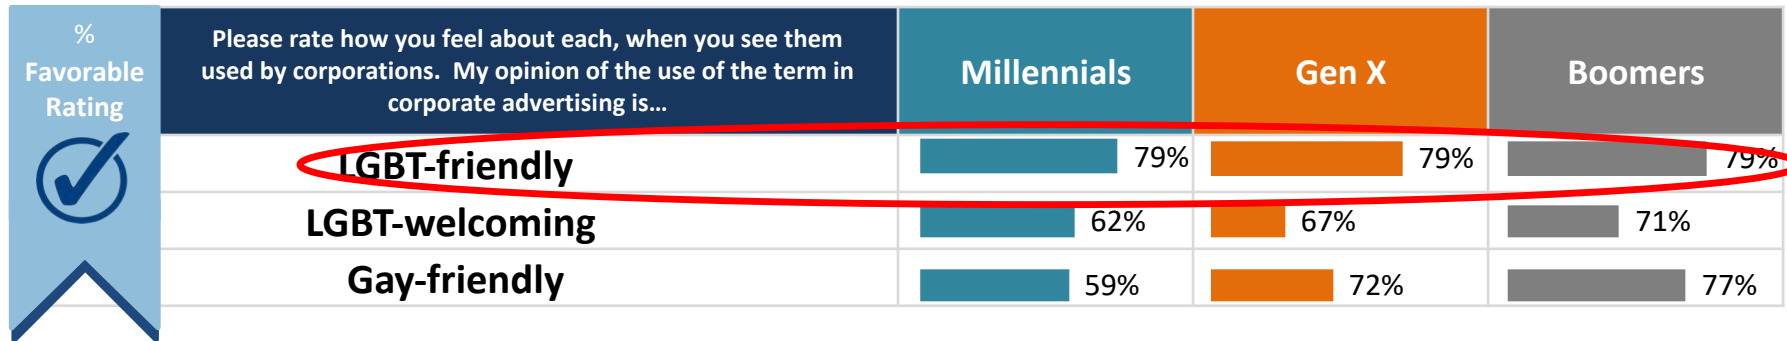 %
Favorable
Rating
Please rate how you feel about each, when you see them
used by corporations. My opinion of the use of the term in
corporate advertising is...
Millennials
Gen X
Boomers
LGBT-friendly
79%
79%
79%
LGBT-welcoming
62%
67%
71%
Gay-friendly
59%
72%
77%